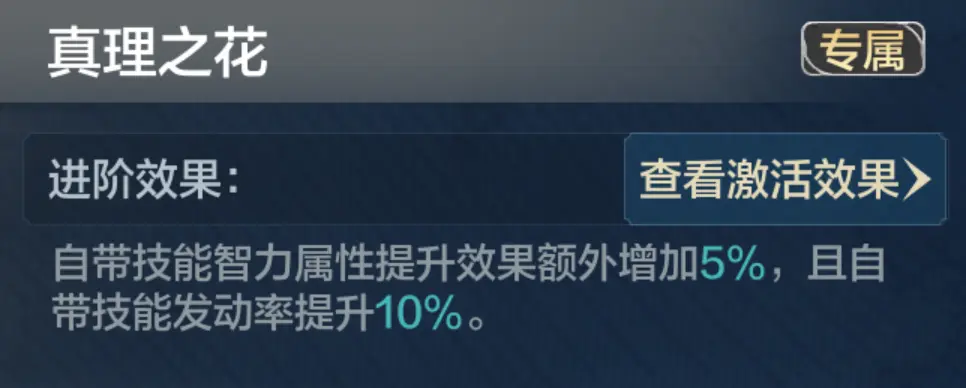 真理之花
专属
进阶效果：
查看激活效果
自带技能智力属性提升效果额外增加5%，且自
带技能发动率提升10%。